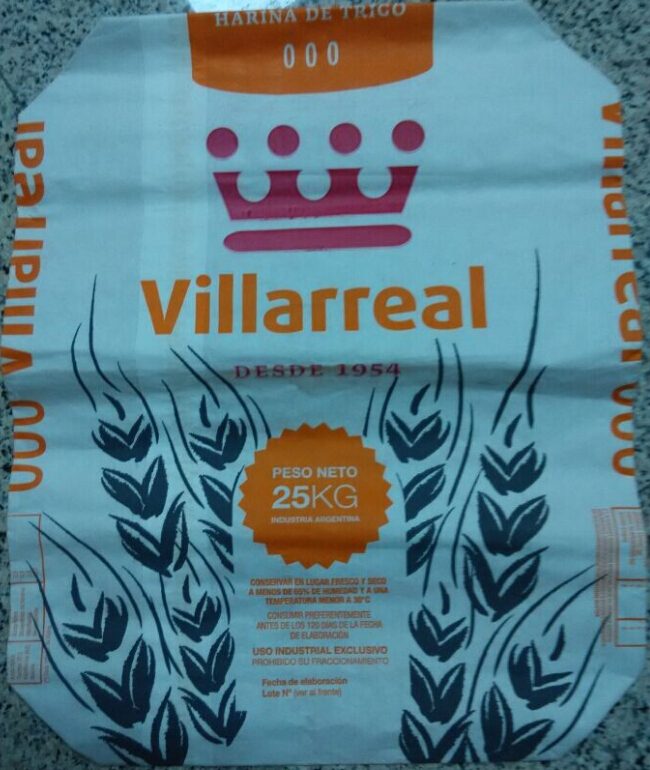 HARINA DE TRIGO
000
Villarreal
DESDE 1954
PESO NETO
25KG
INDUSTRIA ARGENTINA
CONSERVAR EN LUGAR FRESCO Y SECO
A MENOS DE 65% DE HUMEDAD Y A UNA
TEMPERATURA MENOR A 30°C
CONSUMIR PREFERENTEMENTE
ANTES DE LOS 120 DIAS DE LA FECHA
DE ELABORACIÓN
USO INDUSTRIAL EXCLUSIVO
PROHIBIDO SU FRACCIONAMIENTO
Fecha de elaboración
Lote Nº (ver al frente)
000 Villarreal
Villarreal 000